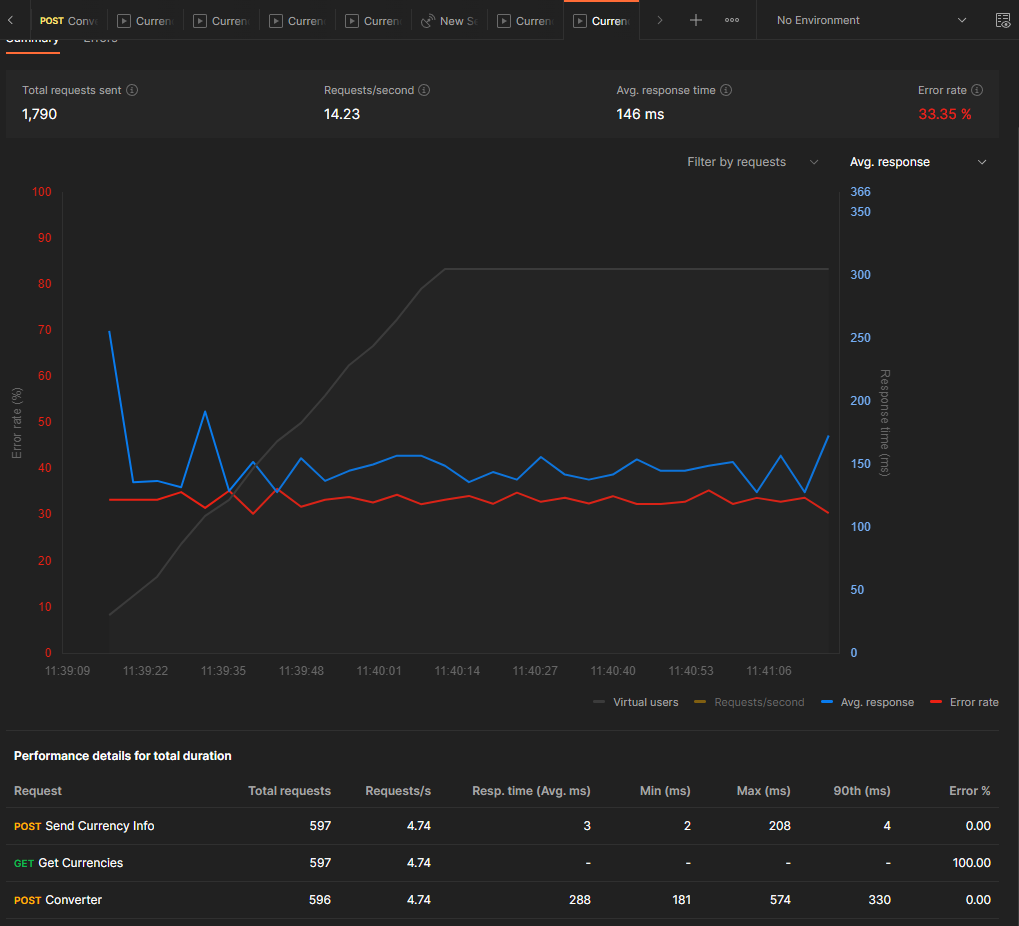 POST Conv
Curren
Curren
Curren
Curren
New Se
Curren
Curren
No Environment
Summary Errors
Total requests sent Requests/second Avg. response time Error rate
1,790 14.23 146 ms 33.35 %
Filter by requests Avg. response
100 366
350
90
80 300
70
250
60
200
50
40 150
30
100
20
50
10
0 0
Error rate (%)
Response time (ms)
11:39:09 11:39:22 11:39:35 11:39:48 11:40:01 11:40:14 11:40:27 11:40:40 11:40:53 11:41:06
Virtual users Requests/second Avg. response Error rate
Performance details for total duration
Request Total requests Requests/s Resp. time (Avg. ms) Min (ms) Max (ms) 90th (ms) Error %
POST Send Currency Info 597 4.74 3 2 208 4 0.00
GET Get Currencies 597 4.74 - - - - 100.00
POST Converter 596 4.74 288 181 574 330 0.00